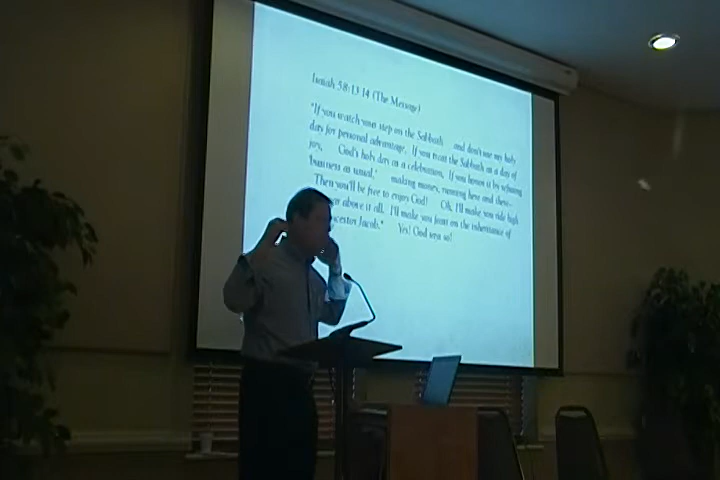 Isaiah 58:13-14 (The Message)
"If you watch your step on the Sabbath and don't use my holy
day for personal advantage, If you treat the Sabbath as a day of
joy, God's holy day as a celebration, If you honor it by refusing
'business as usual,' making money, running here and there—
Then you'll be free to enjoy God! Oh, I'll make you ride high
above it all. I'll make you feast on the inheritance of
ancestor Jacob." Yes! God says so!